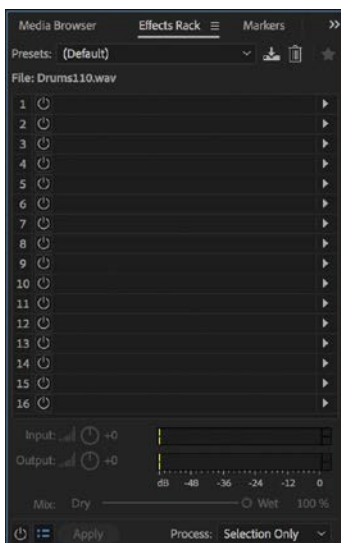 Media Browser Effects Rack Markers
Presets: (Default)
File: Drums110.wav
1
2
3
4
5
6
7
8
9
10
11
12
13
14
15
16
Input: +0
Output: +0
dB -48 -36 -24 -12 0
Mix: Dry Wet 100 %
Apply Process: Selection Only